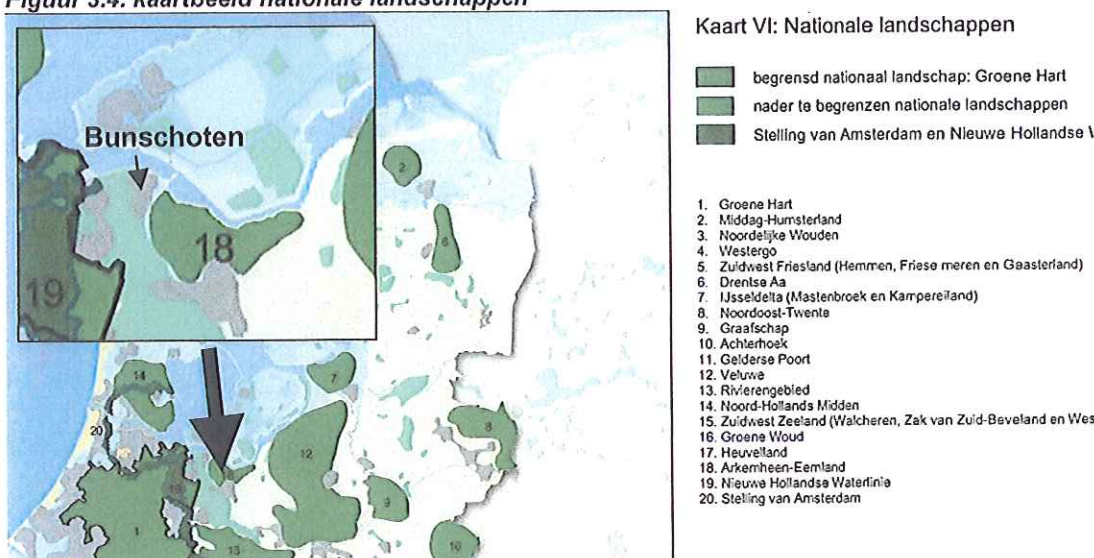 Figuur 3.4: kaartbeeld nationale landschappen
Kaart VI: Nationale landschappen
begrensd nationaal landschap: Groene Hart
nader te begrenzen nationale landschappen
Stelling van Amsterdam en Nieuwe Hollandse
1. Groene Hart
2. Middag-Humsterland
3. Noordelijke Wouden
4. Westergo
5. Zuidwest Friesland (Hemmen, Friese meren en Gaasterland)
6. Drentse Aa
7. IJsseldelta (Mastenbroek en Kampereiland)
8. Noordoost-Twente
9. Graafschap
10. Achterhoek
11. Gelderse Poort
12. Veluwe
13. Rivierengebied
14. Noord-Hollands Midden
15. Zuidwest Zeeland (Walcheren, Zak van Zuid-Beveland en Wes
16. Groene Woud
17. Heuvelland
18. Arkemheen-Eemland
19. Nieuwe Hollandse Waterlinie
20. Stelling van Amsterdam
Bunschoten
18
19
2
6
14
7
20
8
12
19
9
1
13
10